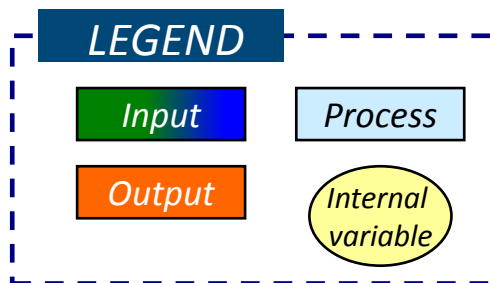 LEGEND
Input
Process
Output
Internal
variable